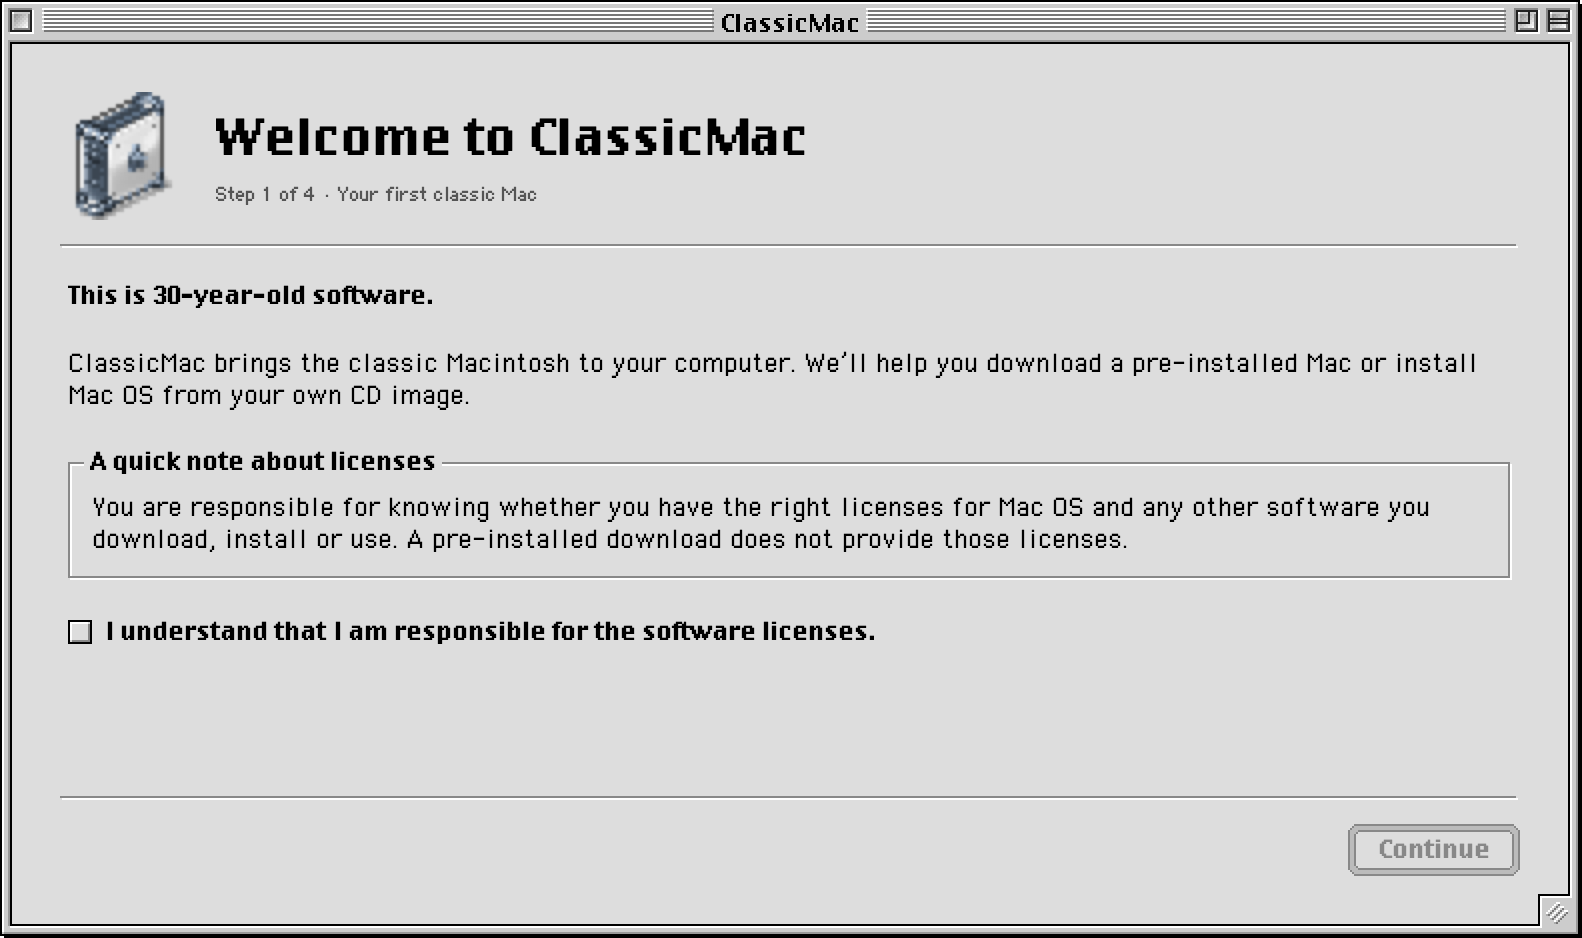 ClassicMac
Welcome to ClassicMac
Step 1 of 4 · Your first classic Mac
This is 30-year-old software.
ClassicMac brings the classic Macintosh to your computer. We’ll help you download a pre-installed Mac or install
Mac OS from your own CD image.
A quick note about licenses
You are responsible for knowing whether you have the right licenses for Mac OS and any other software you
download, install or use. A pre-installed download does not provide those licenses.
I understand that I am responsible for the software licenses.
Continue